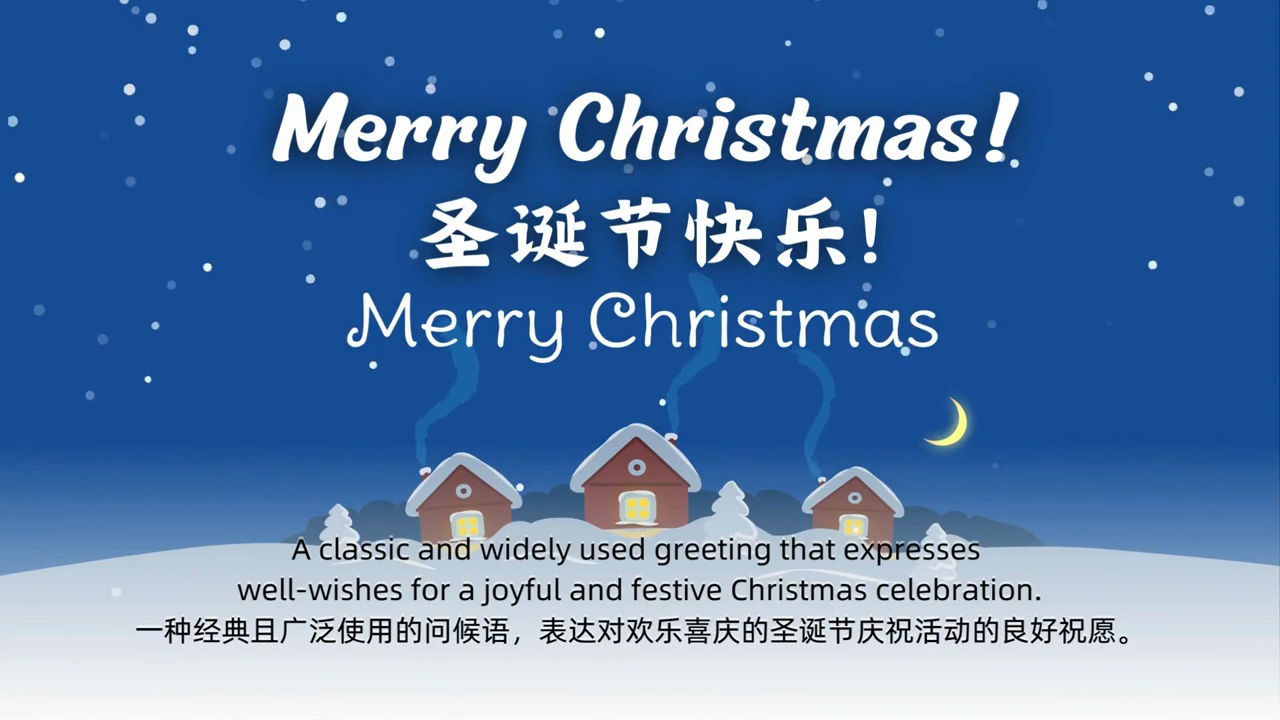 Merry Christmas!
圣诞节快乐!
Merry Christmas
A classic and widely used greeting that expresses
well-wishes for a joyful and festive Christmas celebration.
一种经典且广泛使用的问候语，表达对欢乐喜庆的圣诞节庆祝活动的良好祝愿。